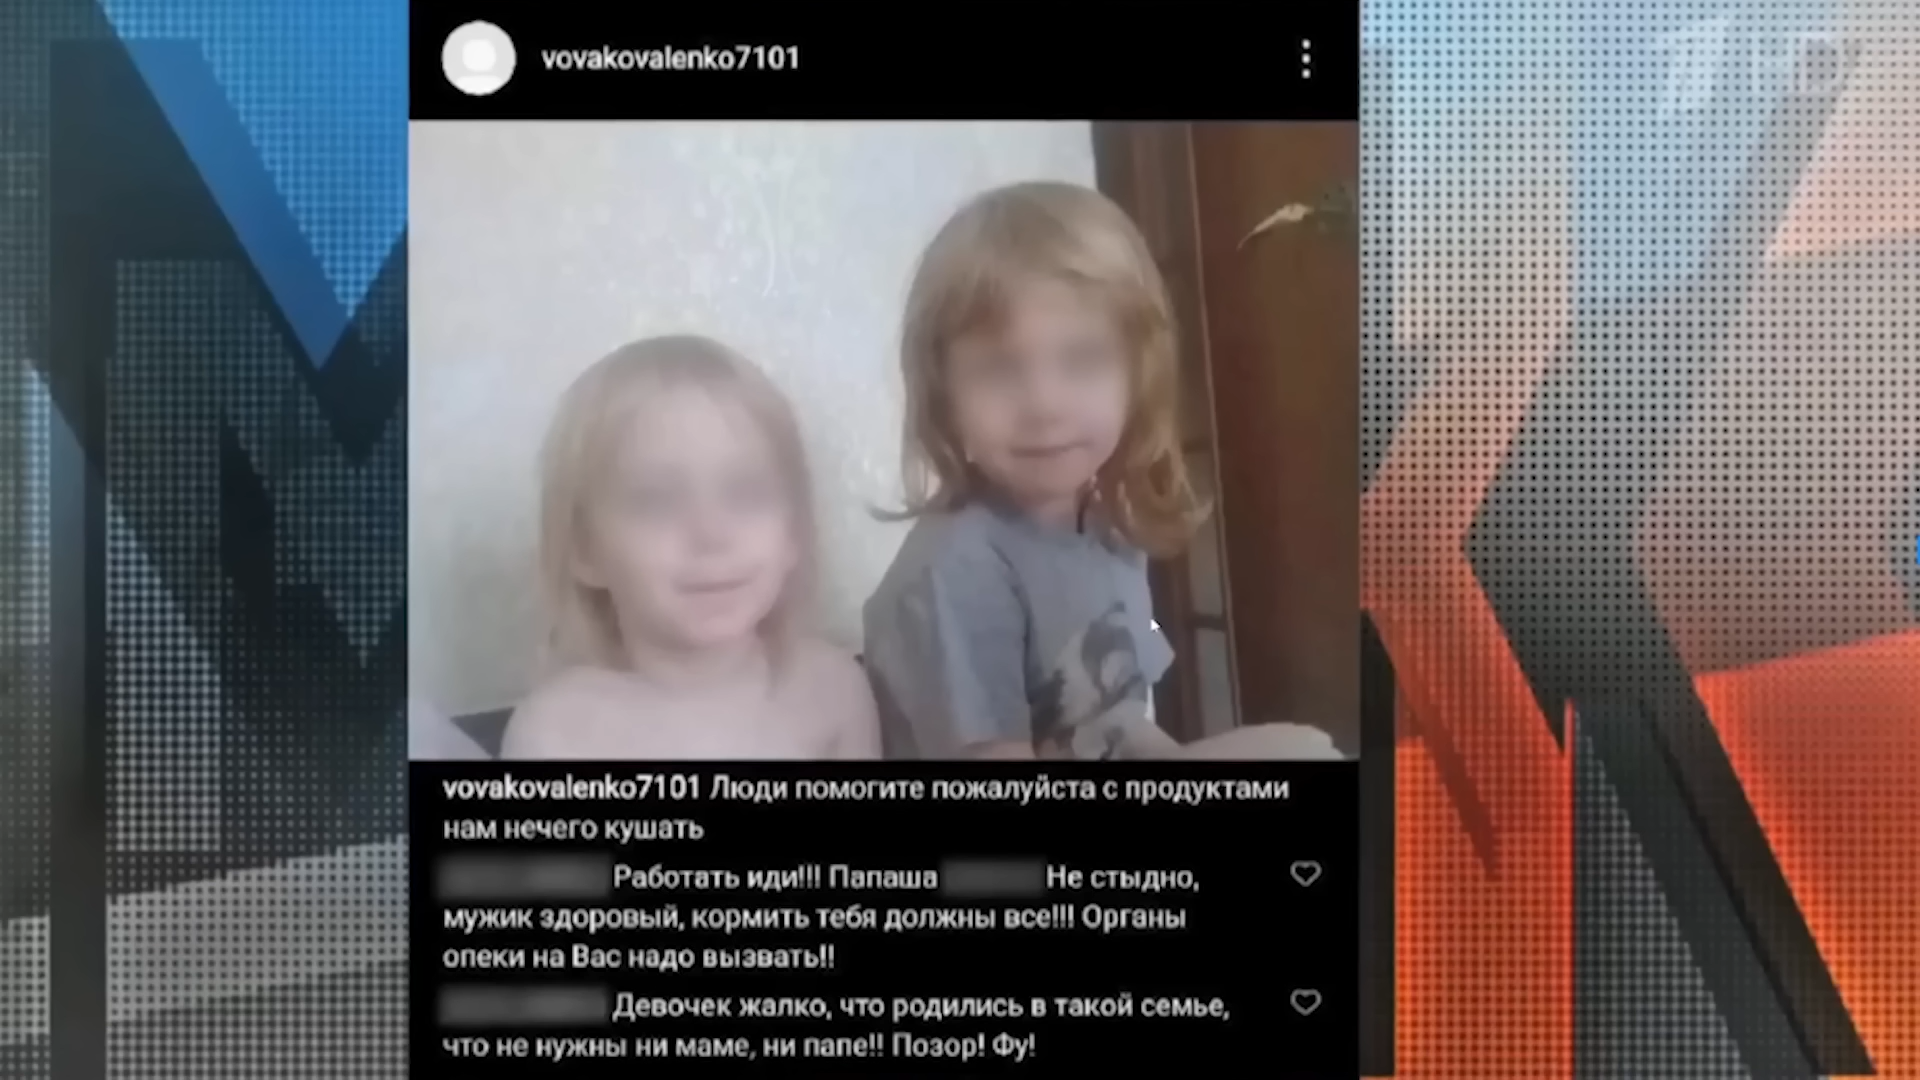 vovakovalenko7101
vovakovalenko7101 Люди помогите пожалуйста с продуктами
нам нечего кушать
Работать иди!!! Папаша Не стыдно,
мужик здоровый, кормить тебя должны все!!! Органы
опеки на Вас надо вызвать!!
Девочек жалко, что родились в такой семье,
что не нужны ни маме, ни папе!! Позор! Фу!